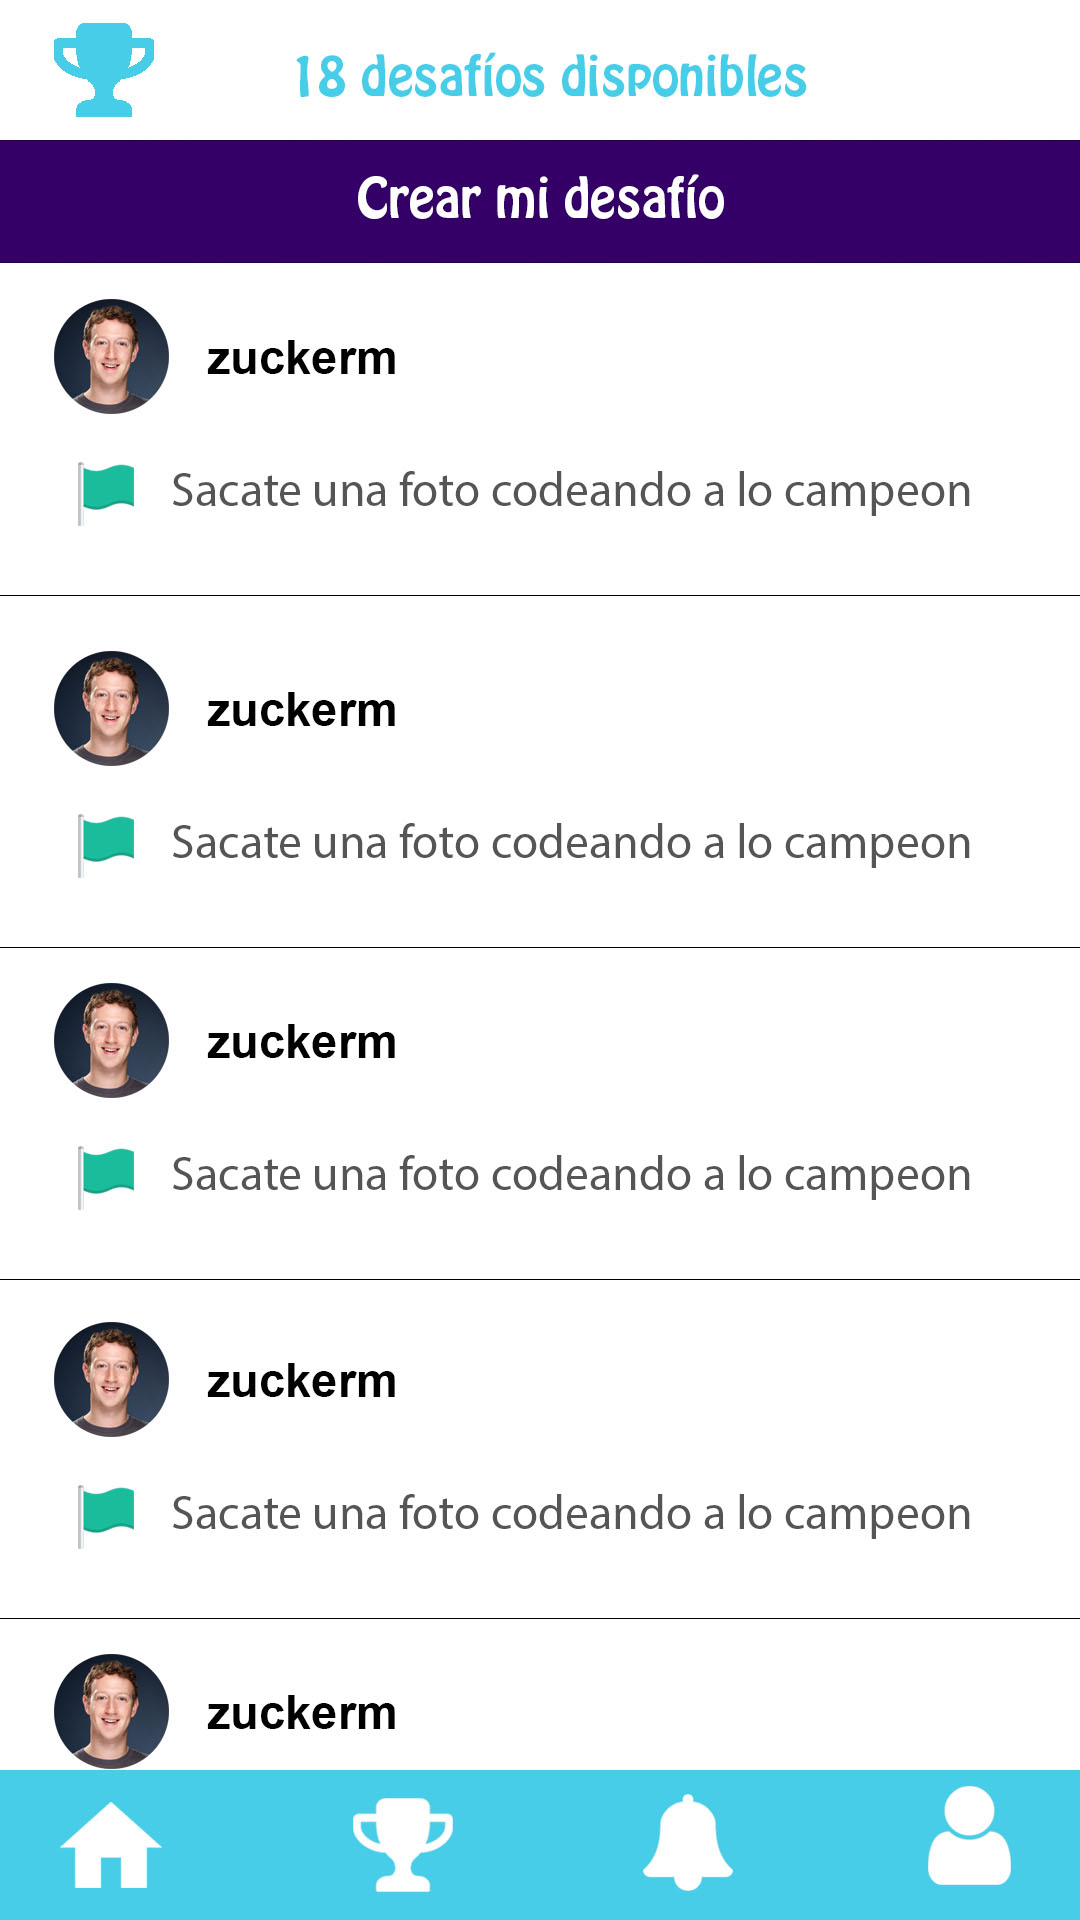 18 desafíos disponibles
Crear mi desafío
zuckerm
Sacate una foto codeando a lo campeon
zuckerm
Sacate una foto codeando a lo campeon
zuckerm
Sacate una foto codeando a lo campeon
zuckerm
Sacate una foto codeando a lo campeon
zuckerm